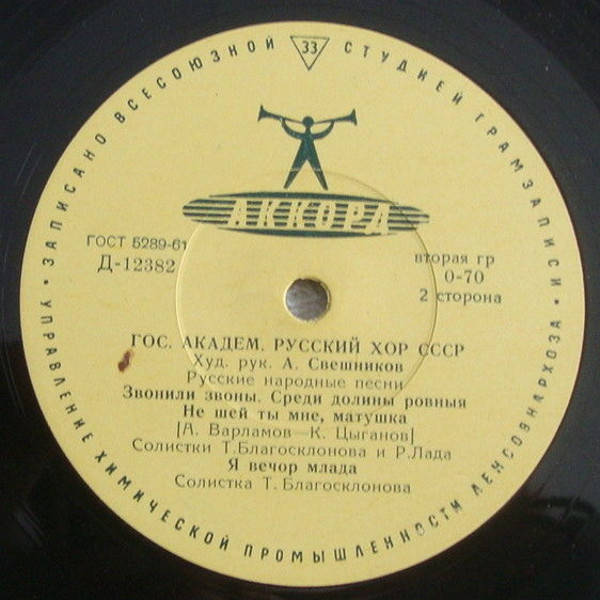 ЗАПИСАНО ВСЕСОЮЗНОЙ СТУДИЕЙ ГРАМЗАПИСИ
33
АККОРД
ГОСТ 5289-61
Д-12382
вторая гр
0-70
2 сторона
ГОС. АКАДЕМ. РУССКИЙ ХОР СССР
Худ. рук. А. Свешников
Русские народные песни
Звонили звоны. Среди долины ровныя
Не шей ты мне, матушка
[А. Варламов—К. Цыганов]
Солистки Т.Благосклонова и Р.Лада
Я вечор млада
Солистка Т.Благосклонова
УПРАВЛЕНИЕ ХИМИЧЕСКОЙ ПРОМЫШЛЕННОСТИ ЛЕНСОВНАРХОЗА